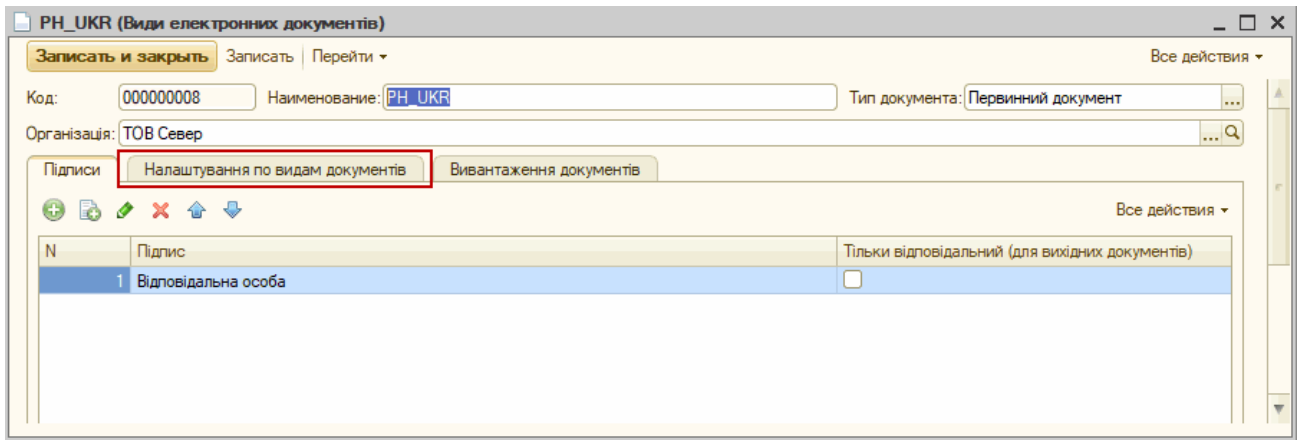 PH_UKR (Види електронних документів)
Записать и закрыть Записать Перейти Все действия
Код: 000000008 Наименование: PH_UKR Тип документа: Первинний документ ...
Організація: ТОВ Север ...
Підписи Налаштування по видам документів Вивантаження документів
Все действия
N Підпис Тільки відповідальний (для вихідних документів)
1 Відповідальна особа